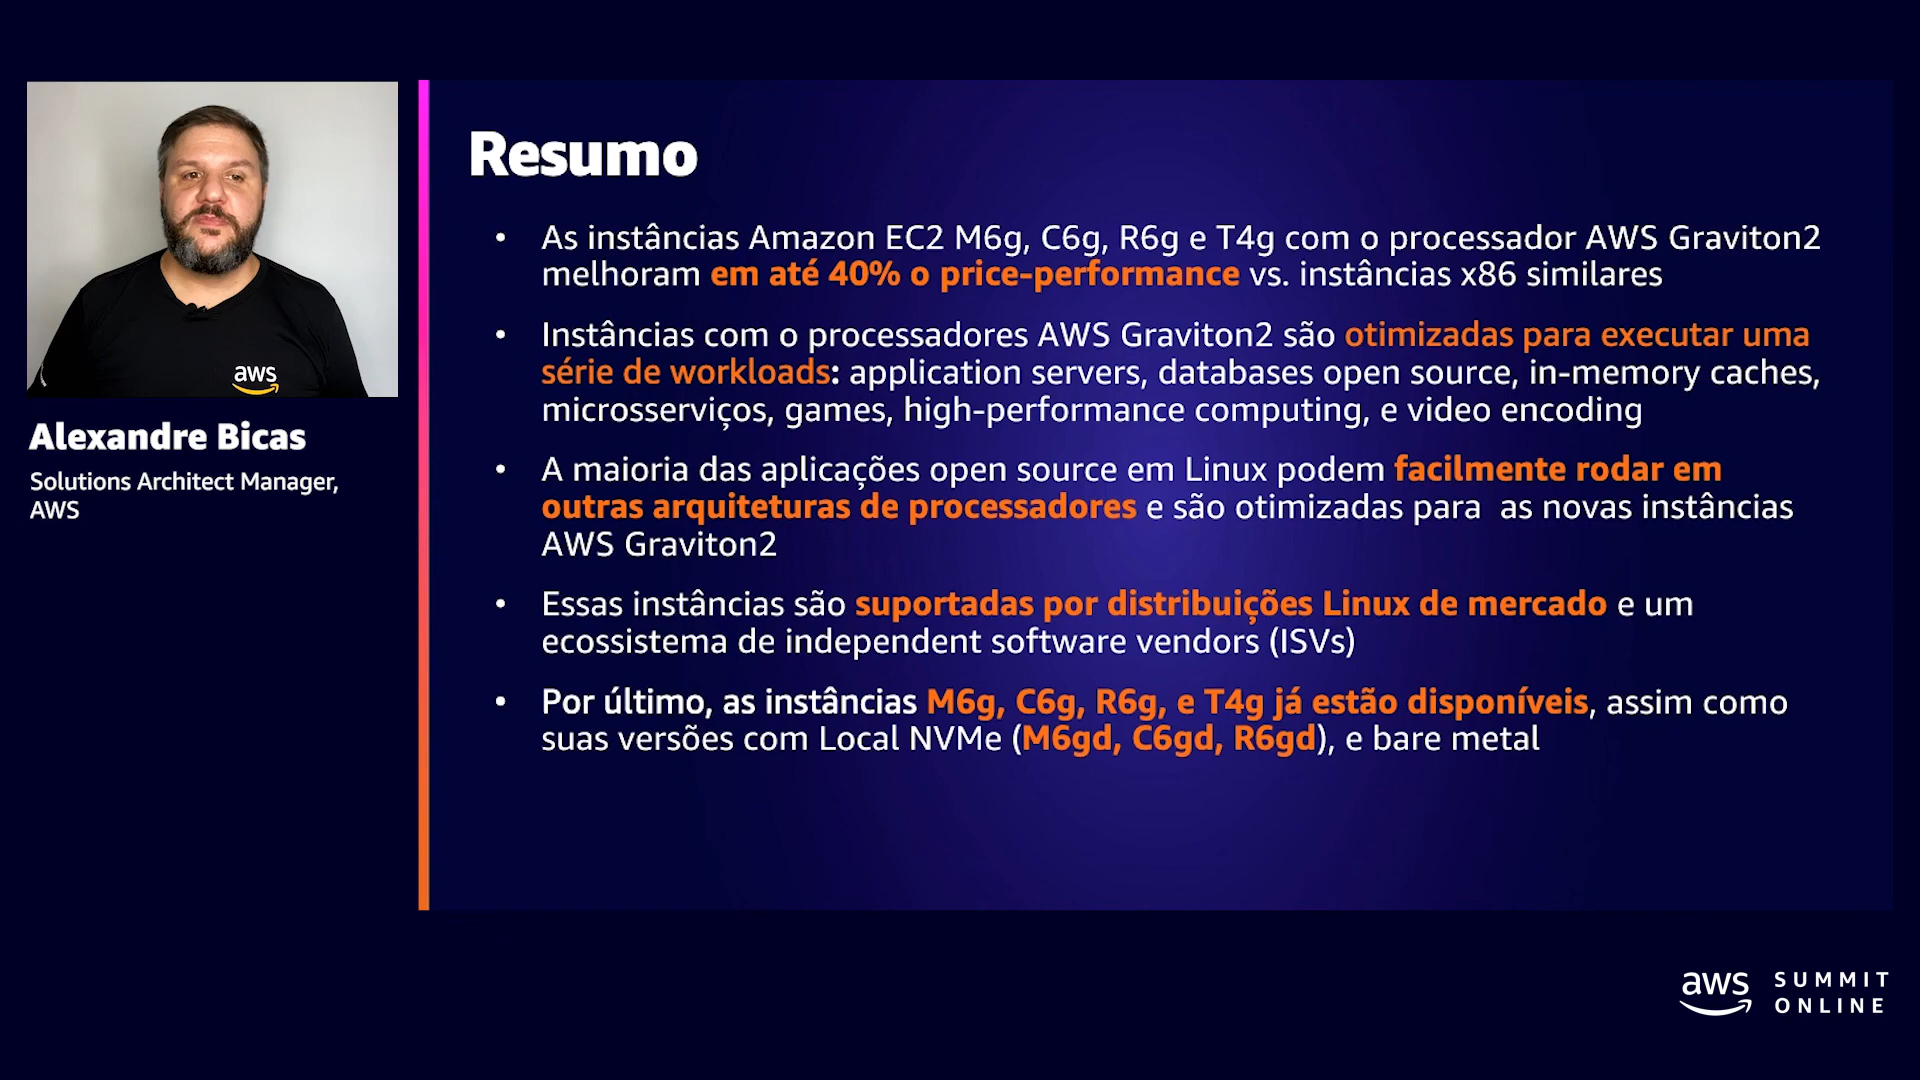 aws
Alexandre Bicas
Solutions Architect Manager,
AWS
Resumo
• As instâncias Amazon EC2 M6g, C6g, R6g e T4g com o processador AWS Graviton2
melhoram em até 40% o price-performance vs. instâncias x86 similares
• Instâncias com o processadores AWS Graviton2 são otimizadas para executar uma
série de workloads: application servers, databases open source, in-memory caches,
microsserviços, games, high-performance computing, e video encoding
• A maioria das aplicações open source em Linux podem facilmente rodar em
outras arquiteturas de processadores e são otimizadas para as novas instâncias
AWS Graviton2
• Essas instâncias são suportadas por distribuições Linux de mercado e um
ecossistema de independent software vendors (ISVs)
• Por último, as instâncias M6g, C6g, R6g, e T4g já estão disponíveis, assim como
suas versões com Local NVMe (M6gd, C6gd, R6gd), e bare metal
aws SUMMIT
ONLINE